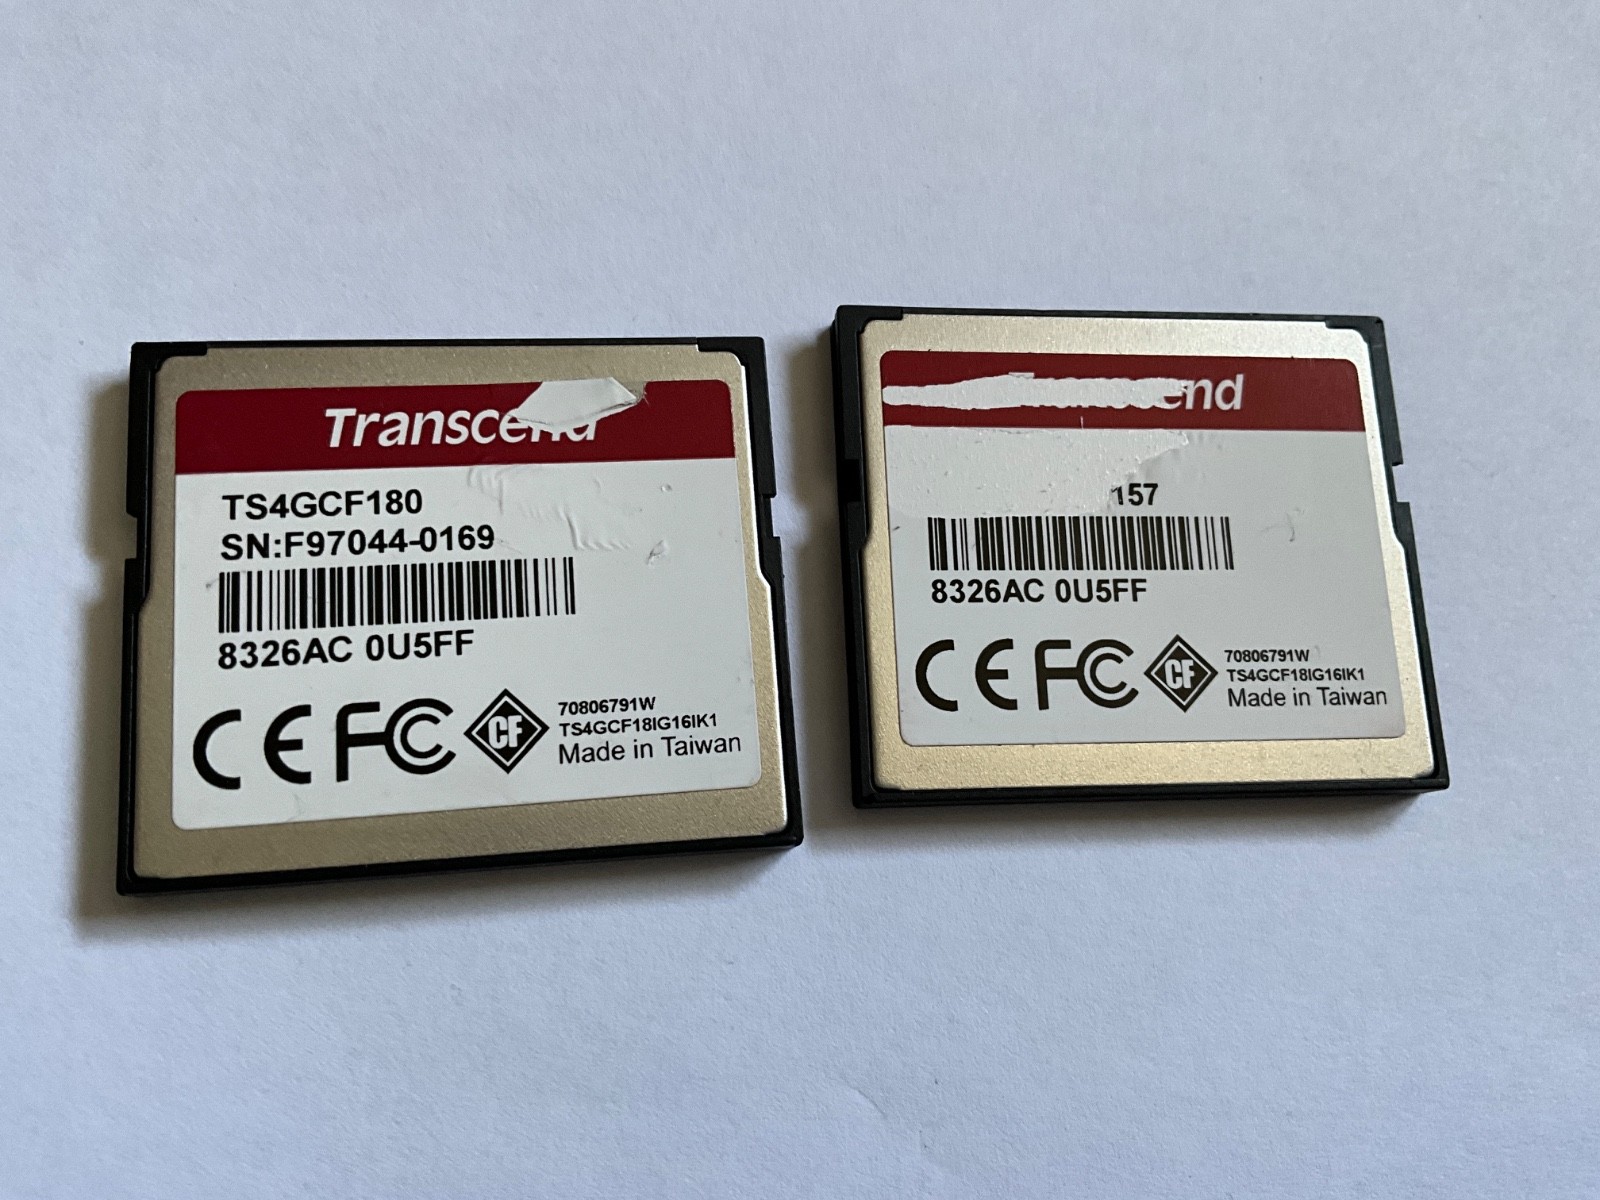 Transcend
TS4GCF180
SN:F97044-0169
8326AC 0U5FF
CE FC CF
70806791W
TS4GCF18IG16IK1
Made in Taiwan
Transcend
157
8326AC 0U5FF
CE FC CF
70806791W
TS4GCF18IG16IK1
Made in Taiwan